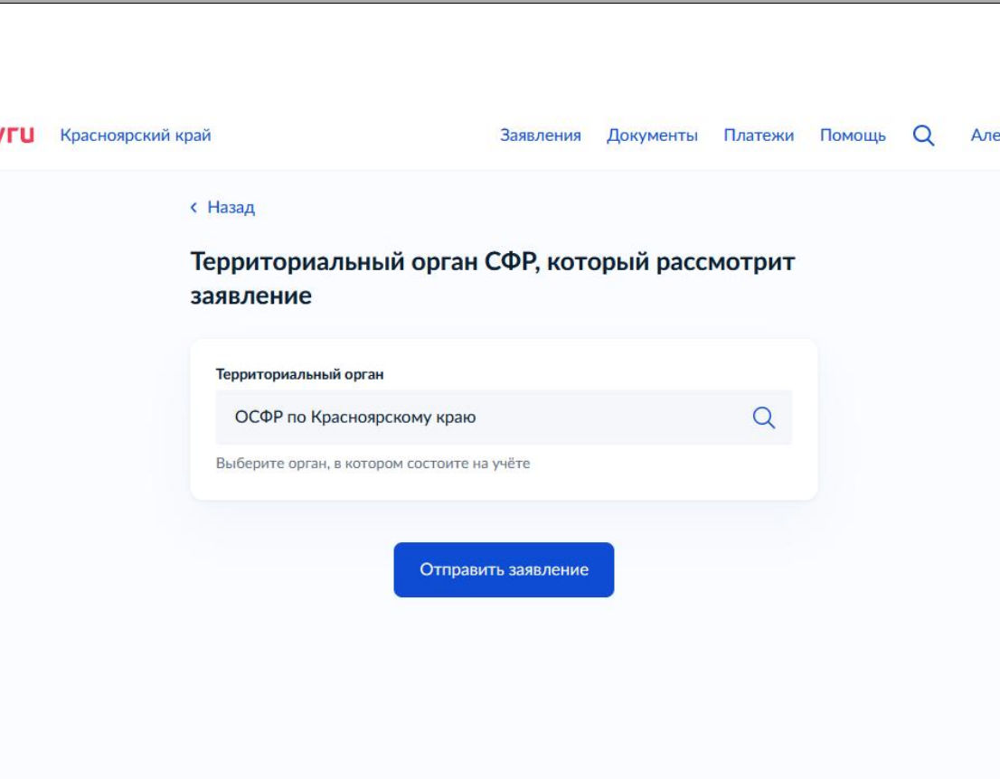 уги Красноярский край Заявления Документы Платежи Помощь Але
Назад
Территориальный орган СФР, который рассмотрит
заявление
Территориальный орган
ОСФР по Красноярскому краю
Выберите орган, в котором состоите на учёте
Отправить заявление